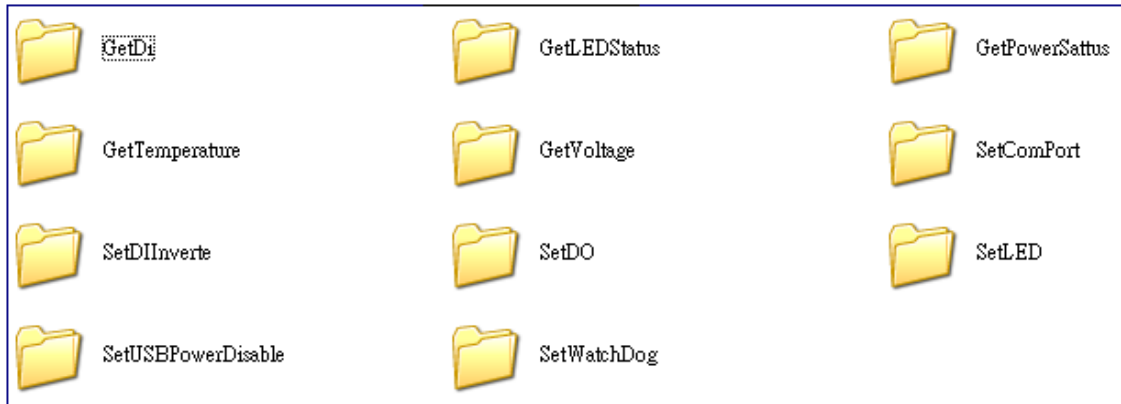 GetDi
GetLEDStatus
GetPowerSattus
GetTemperature
GetVoltage
SetComPort
SetDIInverte
SetDO
SetLED
SetUSBPowerDisable
SetWatchDog